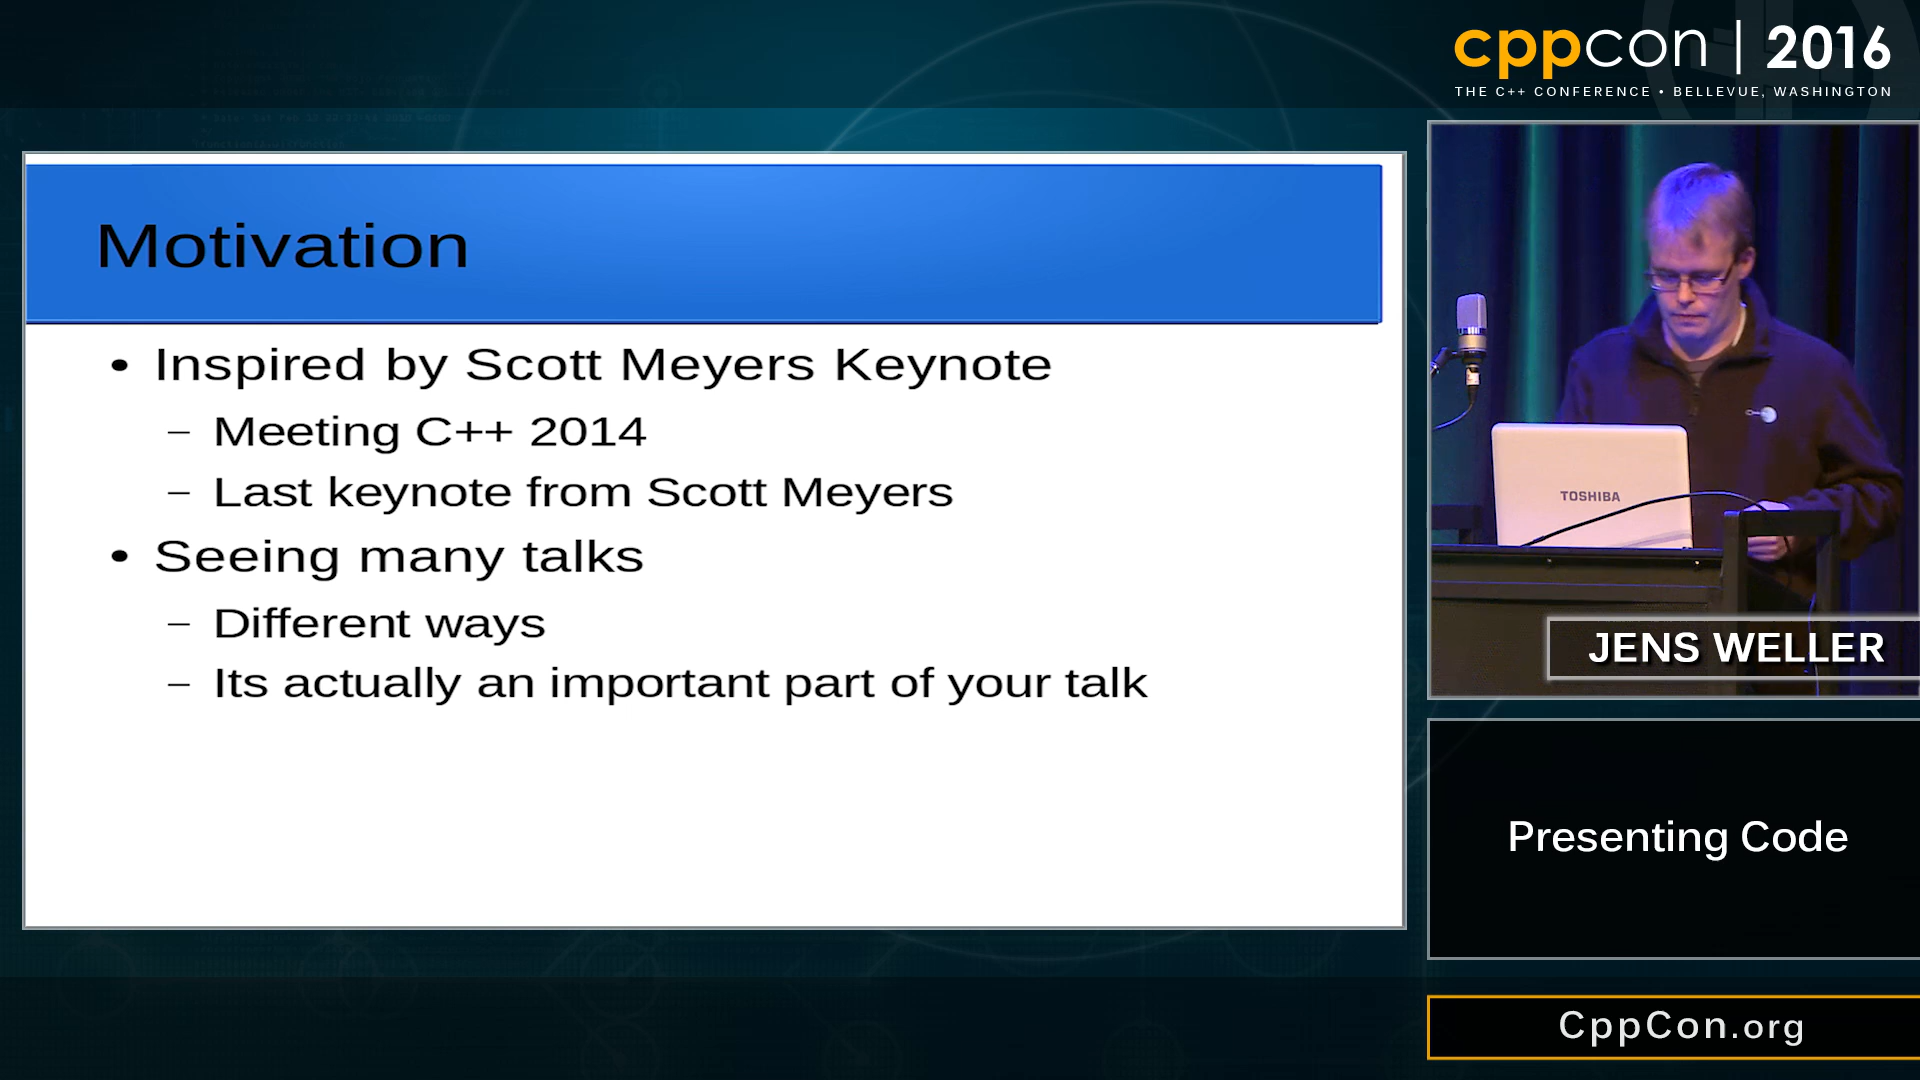 cppcon | 2016
THE C++ CONFERENCE • BELLEVUE, WASHINGTON
Motivation
• Inspired by Scott Meyers Keynote
– Meeting C++ 2014
– Last keynote from Scott Meyers
• Seeing many talks
– Different ways
– Its actually an important part of your talk
TOSHIBA
JENS WELLER
Presenting Code
CppCon.org